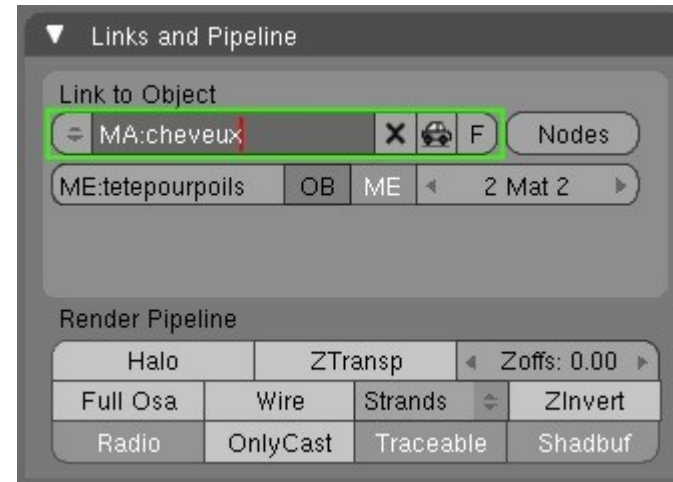 Links and Pipeline
Link to Object
MA:cheveux F Nodes
ME:tetepourpoils OB ME 2 Mat 2
Render Pipeline
Halo ZTransp Zoffs: 0.00
Full Osa Wire Strands ZInvert
Radio OnlyCast Traceable Shadbuf